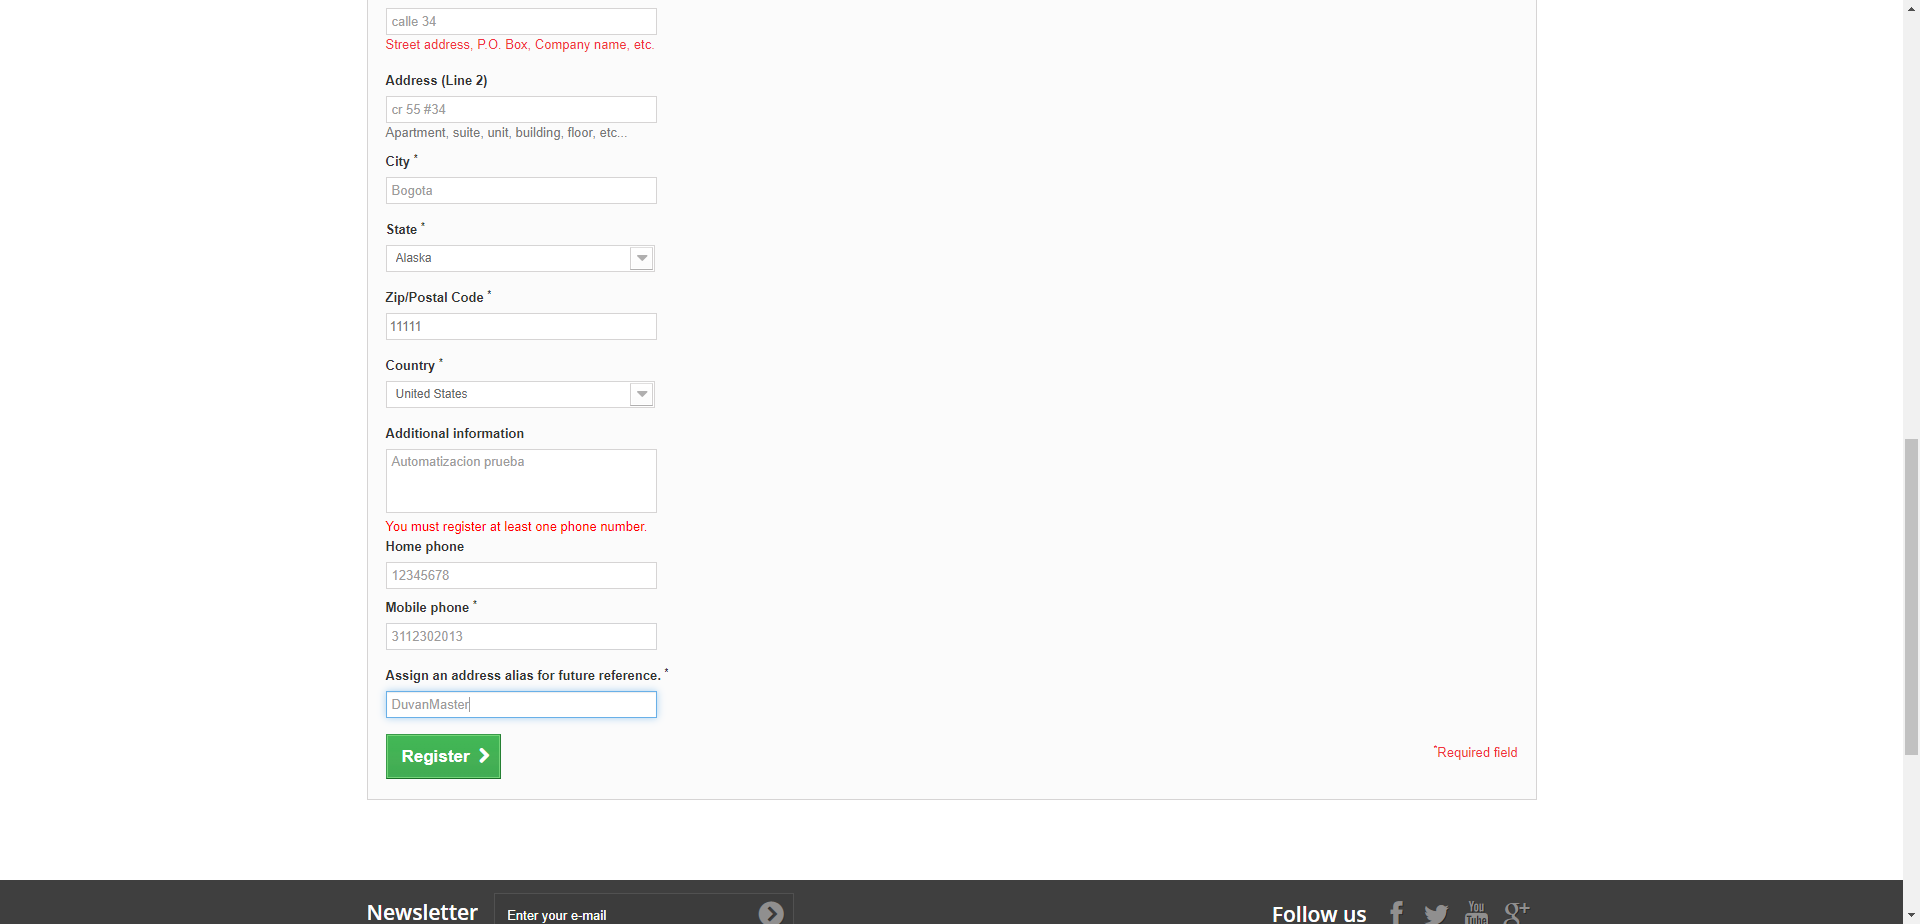 calle 34
Street address, P.O. Box, Company name, etc.
Address (Line 2)
cr 55 #34
Apartment, suite, unit, building, floor, etc...
City *
Bogota
State *
Alaska
Zip/Postal Code *
11111
Country *
United States
Additional information
Automatizacion prueba
You must register at least one phone number.
Home phone
12345678
Mobile phone *
3112302013
Assign an address alias for future reference. *
DuvanMaster
Register
*Required field
Newsletter
Enter your e-mail
Follow us
You
Tube
g+